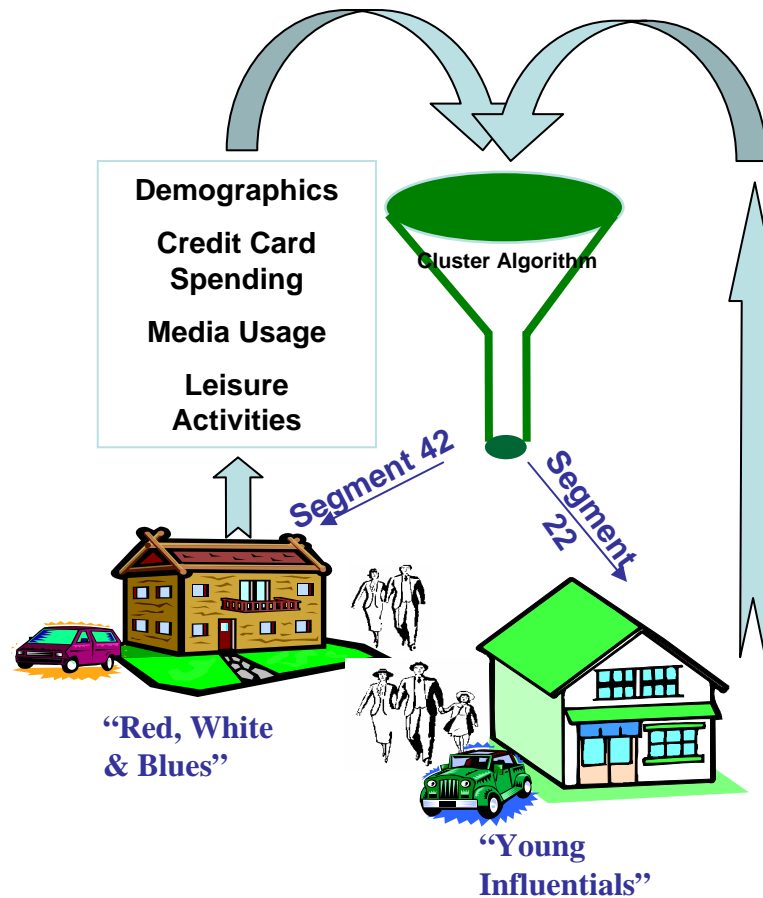 Demographics
Credit Card
Spending
Media Usage
Leisure
Activities
Cluster Algorithm
Segment 42
Segment
22
“Red, White
& Blues”
“Young
Influentials”